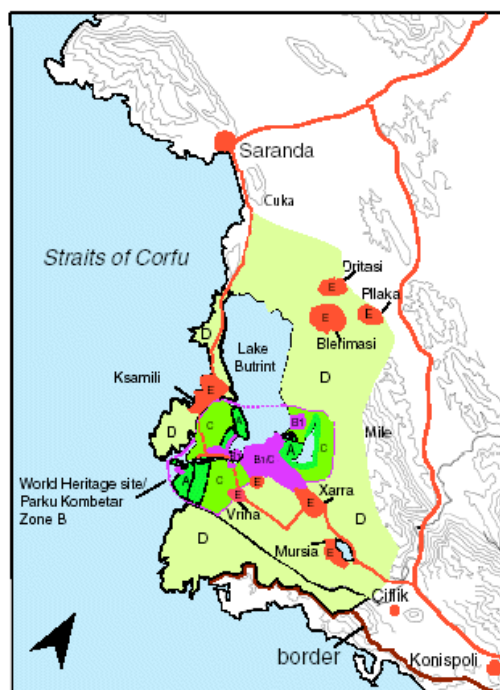 Saranda
Cuka
Straits of Corfu
Dritasi
E
Pllaka
E
E
Blerimasi
D
Lake
Butrint
D
Ksamili
E
D
C
A
B1
Mile
A
C
World Heritage site/
Parku Kombetar
Zone B
A
C
B1/C
E
E
Vrina
Xarra
E
D
D
Mursia
E
Çiflik
border
Konispoli